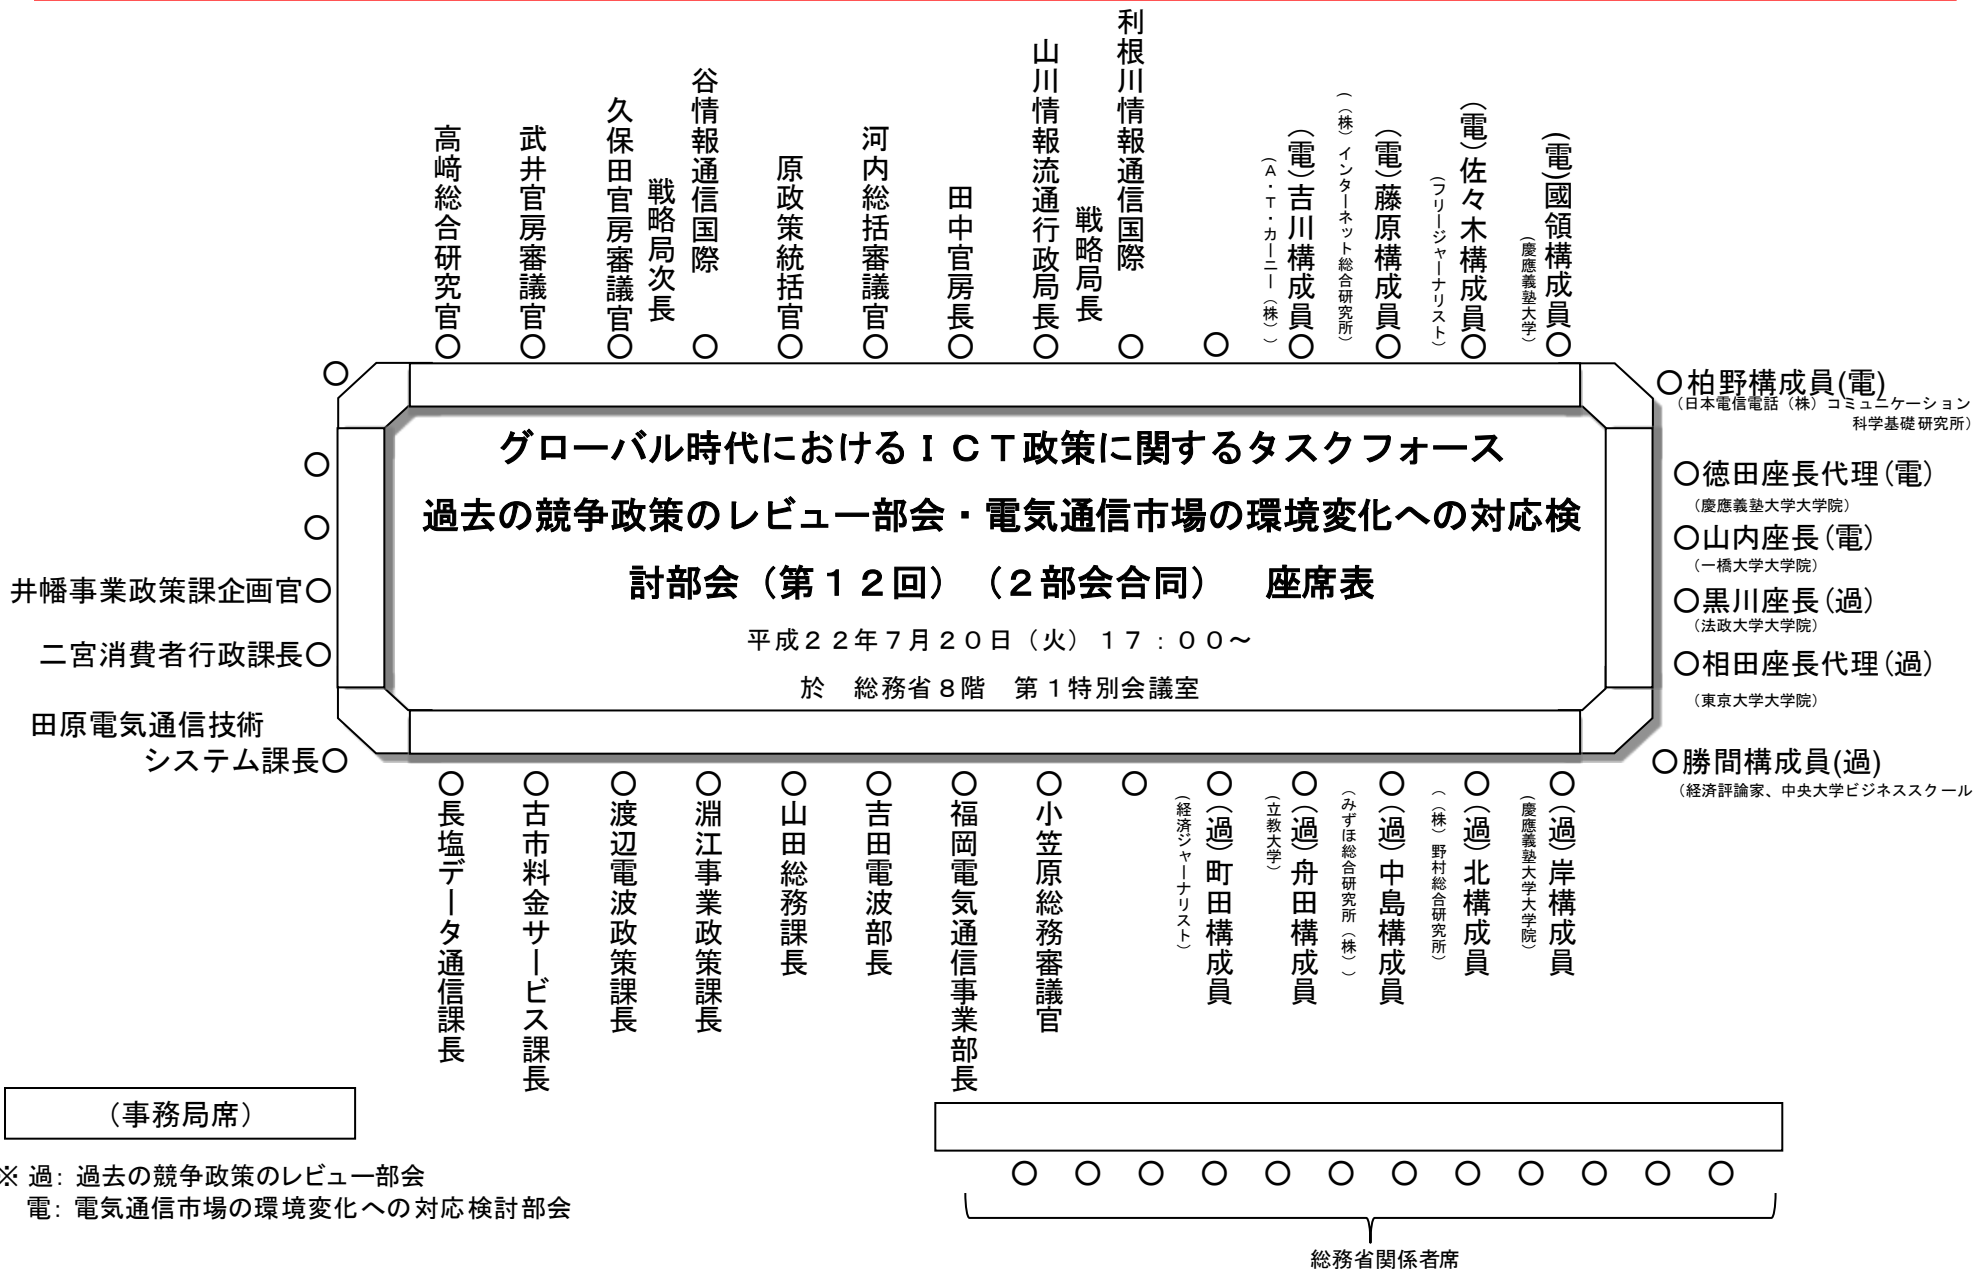 高﨑総合研究官○
武井官房審議官○
久保田官房審議官○
谷情報通信国際
戦略局次長
○
原政策統括官○
河内総括審議官○
田中官房長○
山川情報流通行政局長○
利根川情報通信国際
戦略局長
○
○
(電)吉川構成員○
(A・T・カーニー(株))
(電)藤原構成員○
((株)インターネット総合研究所)
(電)佐々木構成員○
(フリージャーナリスト)
(電)國領構成員○
(慶應義塾大学)
○
○
○
井幡事業政策課企画官○
二宮消費者行政課長○
田原電気通信技術
システム課長○
グローバル時代におけるＩＣＴ政策に関するタスクフォース
過去の競争政策のレビュー部会・電気通信市場の環境変化への対応検
討部会（第１２回）（２部会合同）　座席表
平成２２年７月２０日（火）１７：００～
於　総務省８階　第１特別会議室
○柏野構成員(電)
（日本電信電話（株）コミュニケーション
科学基礎研究所）
○徳田座長代理(電)
（慶應義塾大学大学院）
○山内座長(電)
（一橋大学大学院）
○黒川座長(過)
（法政大学大学院）
○相田座長代理(過)
（東京大学大学院）
○勝間構成員(過)
（経済評論家、中央大学ビジネススクール
○長塩データ通信課長
○古市料金サービス課長
○渡辺電波政策課長
○淵江事業政策課長
○山田総務課長
○吉田電波部長
○福岡電気通信事業部長
○小笠原総務審議官
○
○(過)町田構成員
(経済ジャーナリスト)
○(過)舟田構成員
(立教大学)
○(過)中島構成員
(みずほ総合研究所(株))
○(過)北構成員
((株)野村総合研究所)
○(過)岸構成員
(慶應義塾大学大学院)
（事務局席）
※ 過：過去の競争政策のレビュー部会
電：電気通信市場の環境変化への対応検討部会
○ ○ ○ ○ ○ ○ ○ ○ ○ ○ ○ ○
総務省関係者席